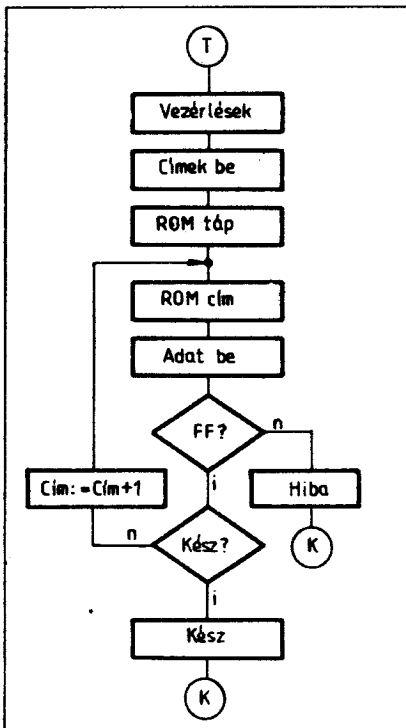 T
Vezérlések
Címek be
ROM táp
ROM cím
Adat be
FF?
n
i
Cím:=Cím+1
Hiba
n
Kész?
K
i
Kész
K